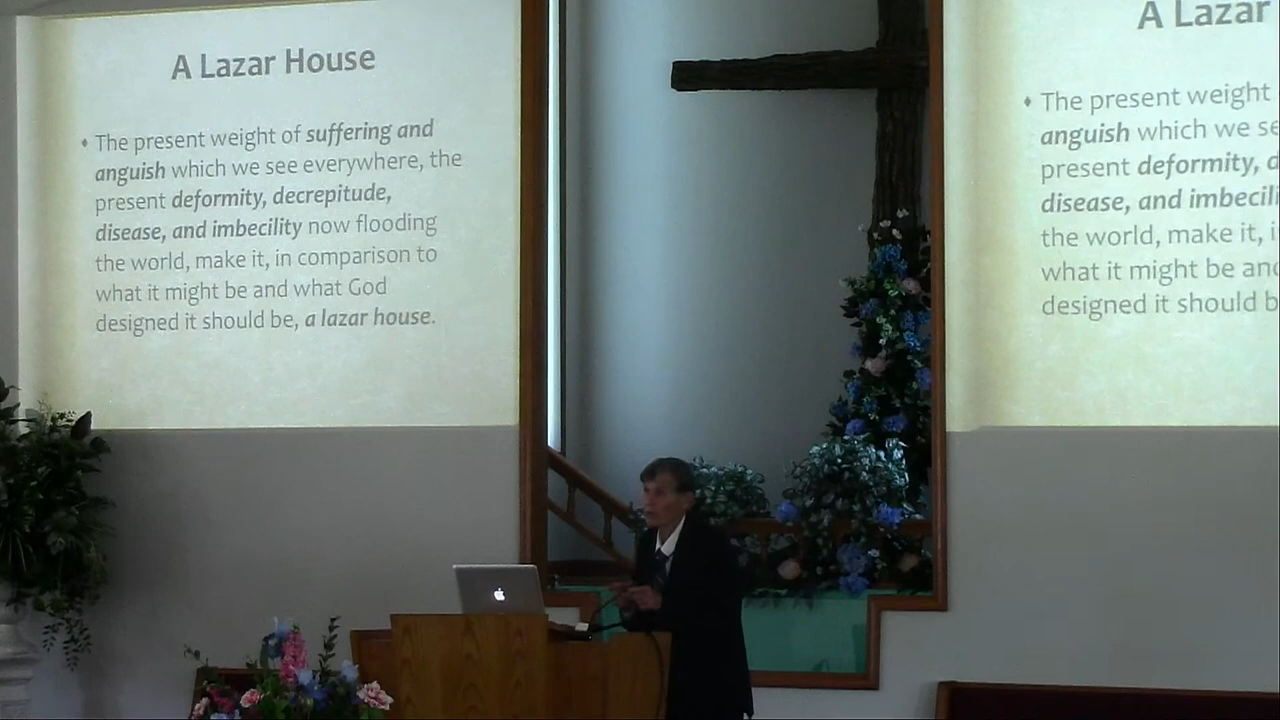 A Lazar House
The present weight of suffering and
anguish which we see everywhere, the
present deformity, decrepitude,
disease, and imbecility now flooding
the world, make it, in comparison to
what it might be and what God
designed it should be, a lazar house.
A Lazar
The present weight
anguish which we se
present deformity, d
disease, and imbecil
the world, make it, i
what it might be and
designed it should b